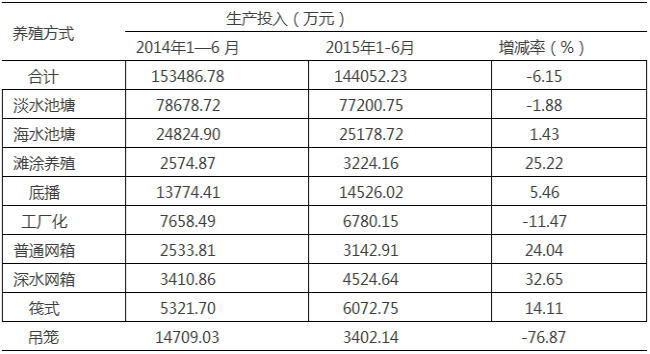 养殖方式 生产投入（万元）
2014年1—6 月 2015年1-6月 增减率（%）
合计 153486.78 144052.23 -6.15
淡水池塘 78678.72 77200.75 -1.88
海水池塘 24824.90 25178.72 1.43
滩涂养殖 2574.87 3224.16 25.22
底播 13774.41 14526.02 5.46
工厂化 7658.49 6780.15 -11.47
普通网箱 2533.81 3142.91 24.04
深水网箱 3410.86 4524.64 32.65
筏式 5321.70 6072.75 14.11
吊笼 14709.03 3402.14 -76.87